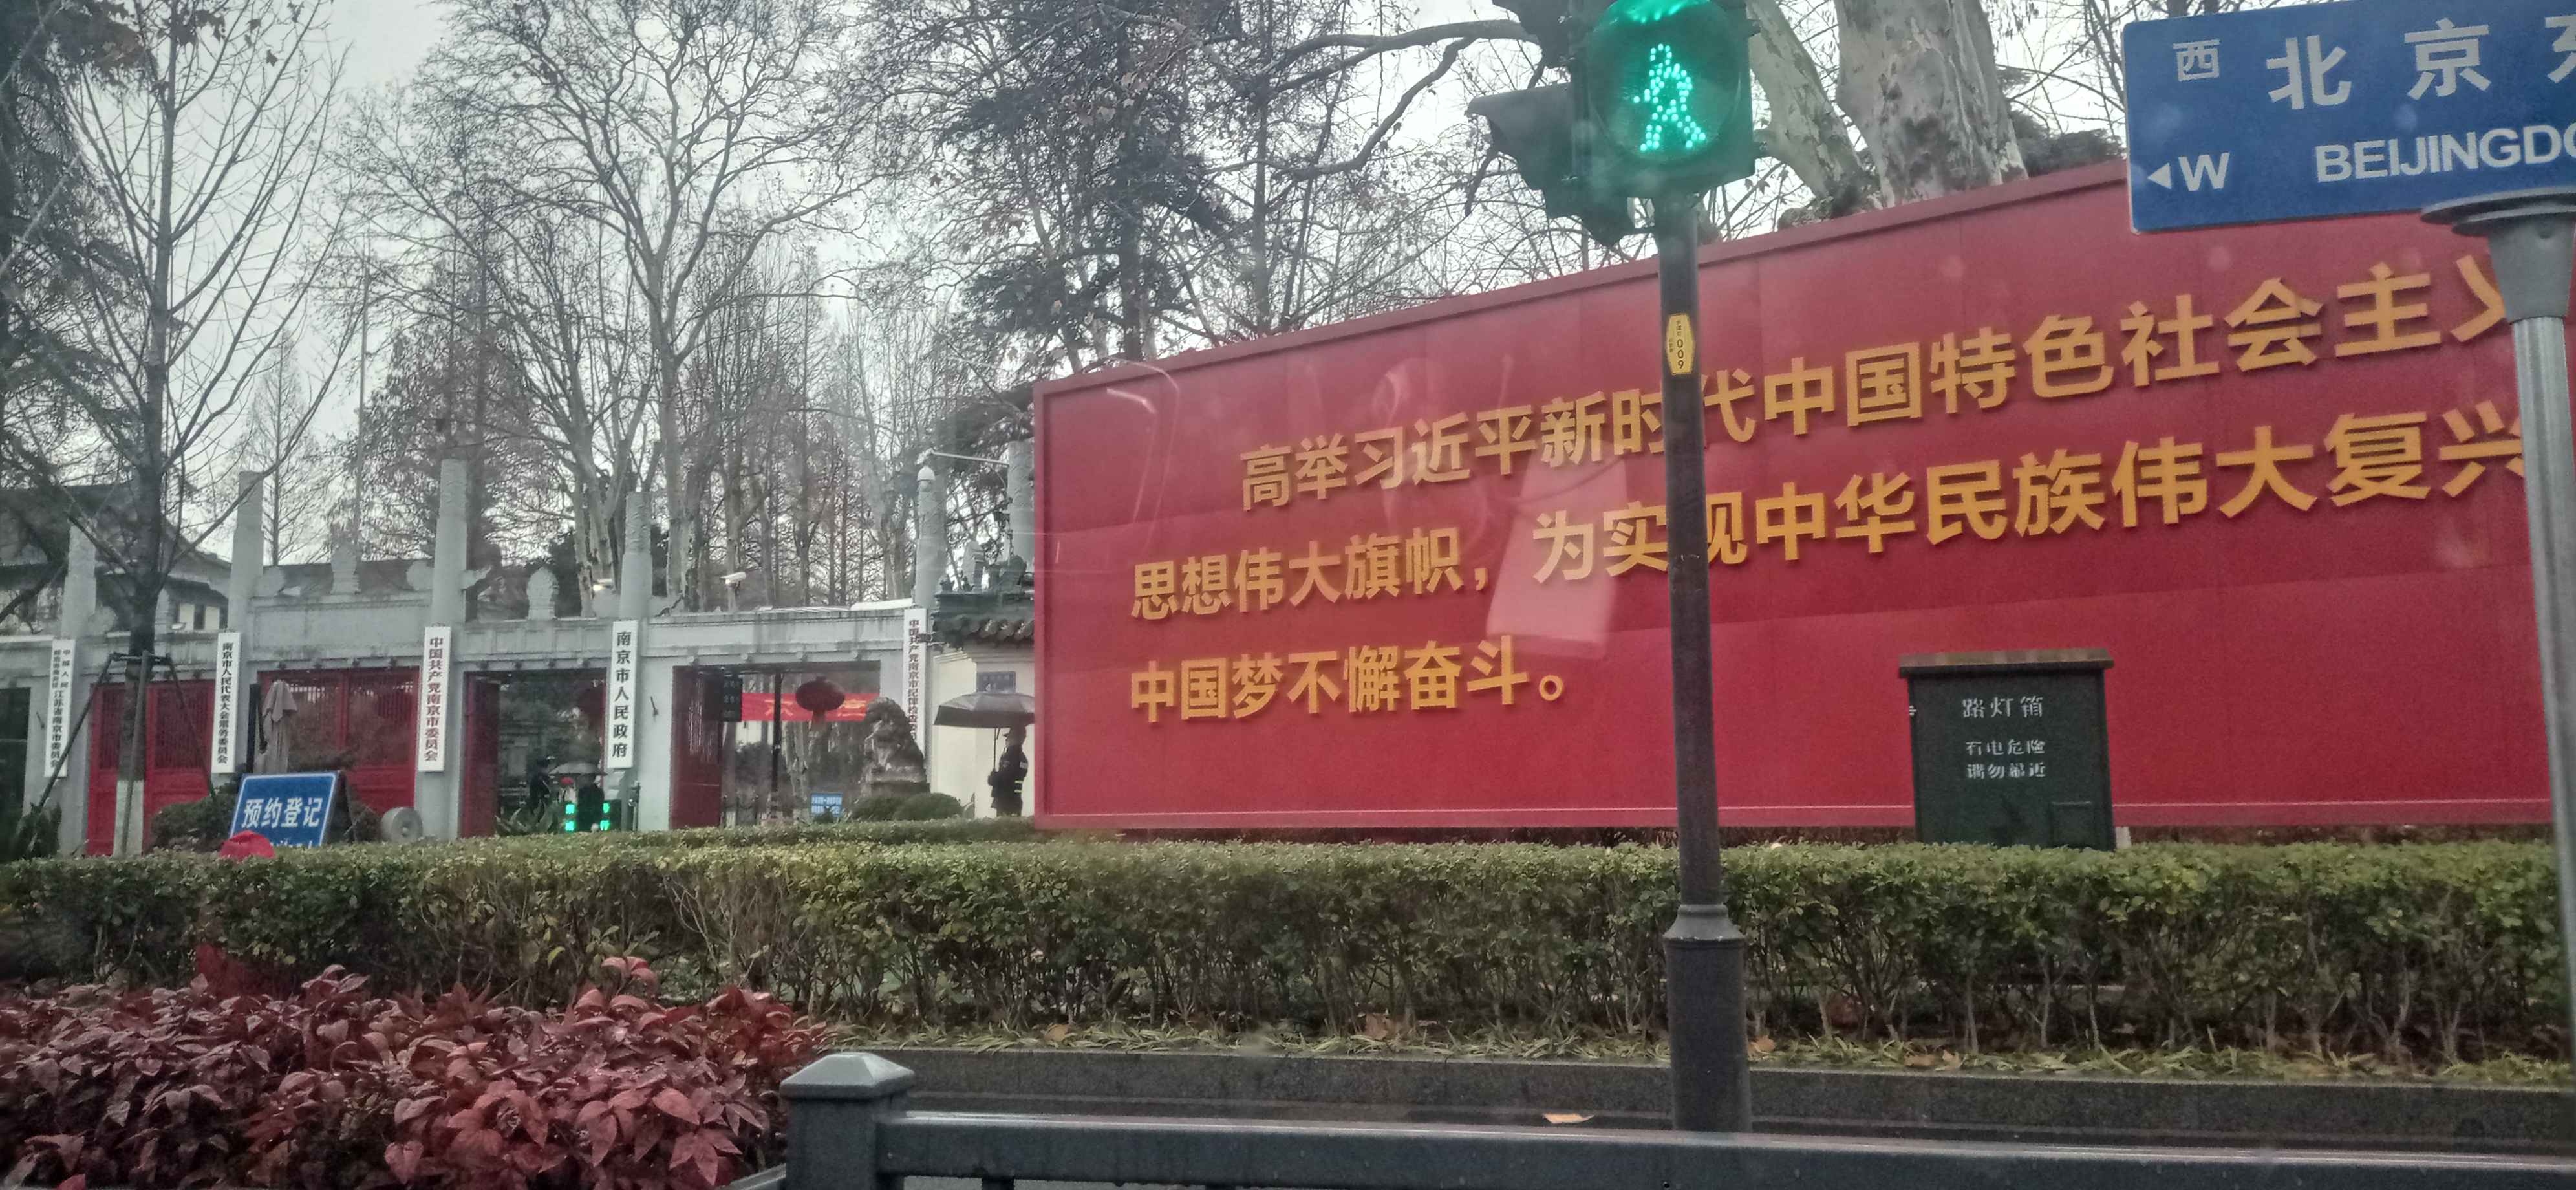 西 北京东
W BEIJINGDO
高举习近平新时代中国特色社会主义
思想伟大旗帜，为实现中华民族伟大复兴
中国梦不懈奋斗。
009
南京市人民代表大会常务委员会
中国共产党南京市委员会
南京市人民政府
预约登记
路灯箱
有电危险
请勿靠近